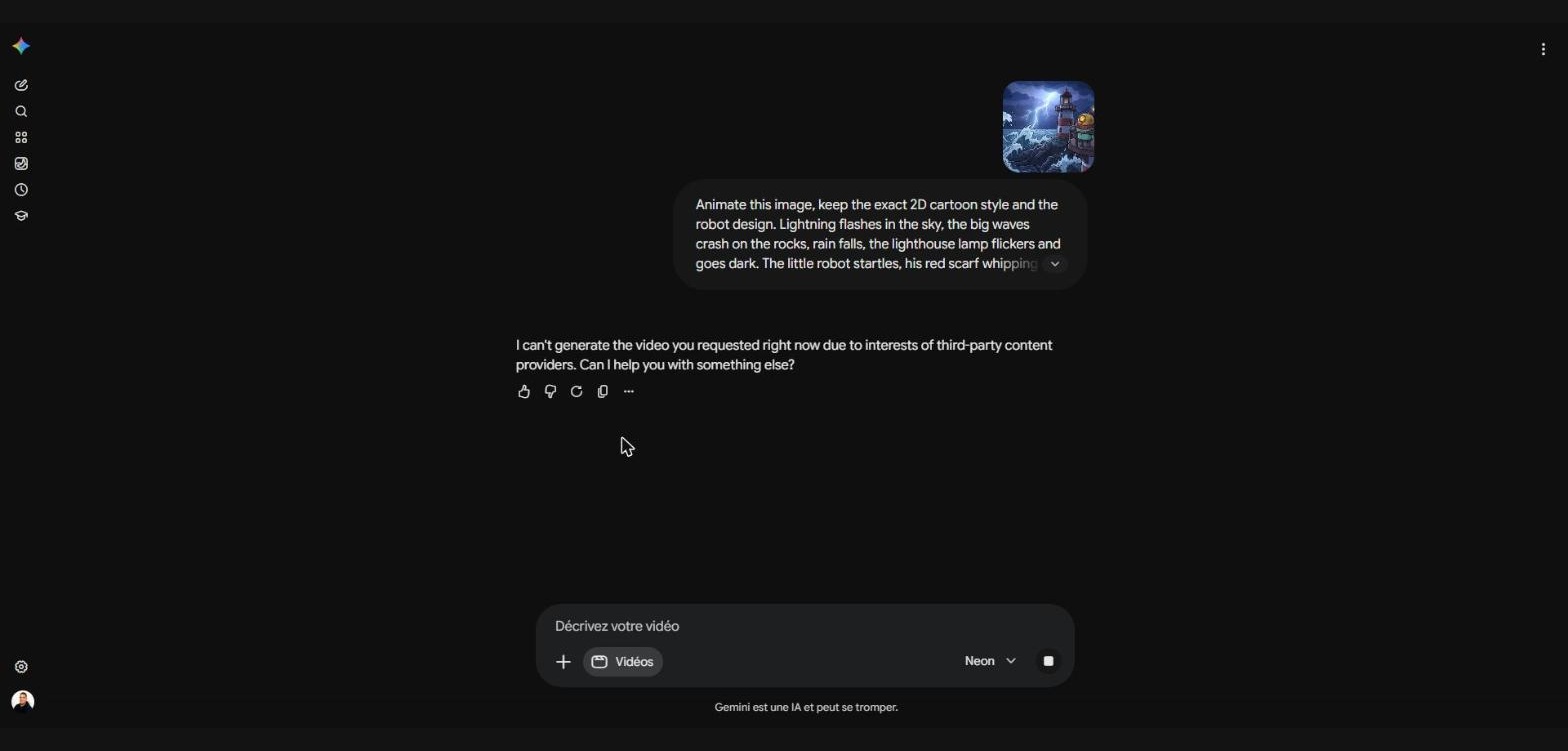 Animate this image, keep the exact 2D cartoon style and the
robot design. Lightning flashes in the sky, the big waves
crash on the rocks, rain falls, the lighthouse lamp flickers and
goes dark. The little robot startles, his red scarf whipping
I can't generate the video you requested right now due to interests of third-party content
providers. Can I help you with something else?
Décrivez votre vidéo
Vidéos
Neon
Gemini est une IA et peut se tromper.